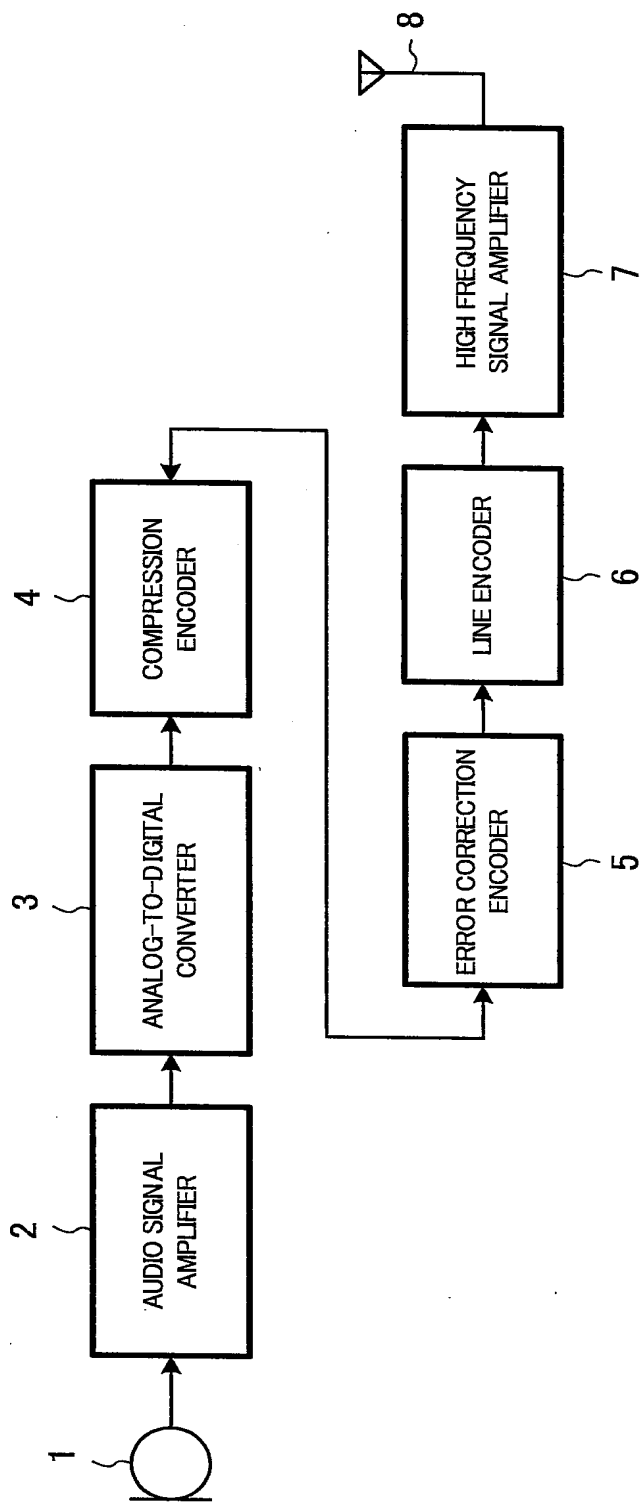 1
2
AUDIO SIGNAL
AMPLIFIER
3
ANALOG-TO-DIGITAL
CONVERTER
4
COMPRESSION
ENCODER
ERROR CORRECTION
ENCODER
5
LINE ENCODER
6
HIGH FREQUENCY
SIGNAL AMPLIFIER
7
8